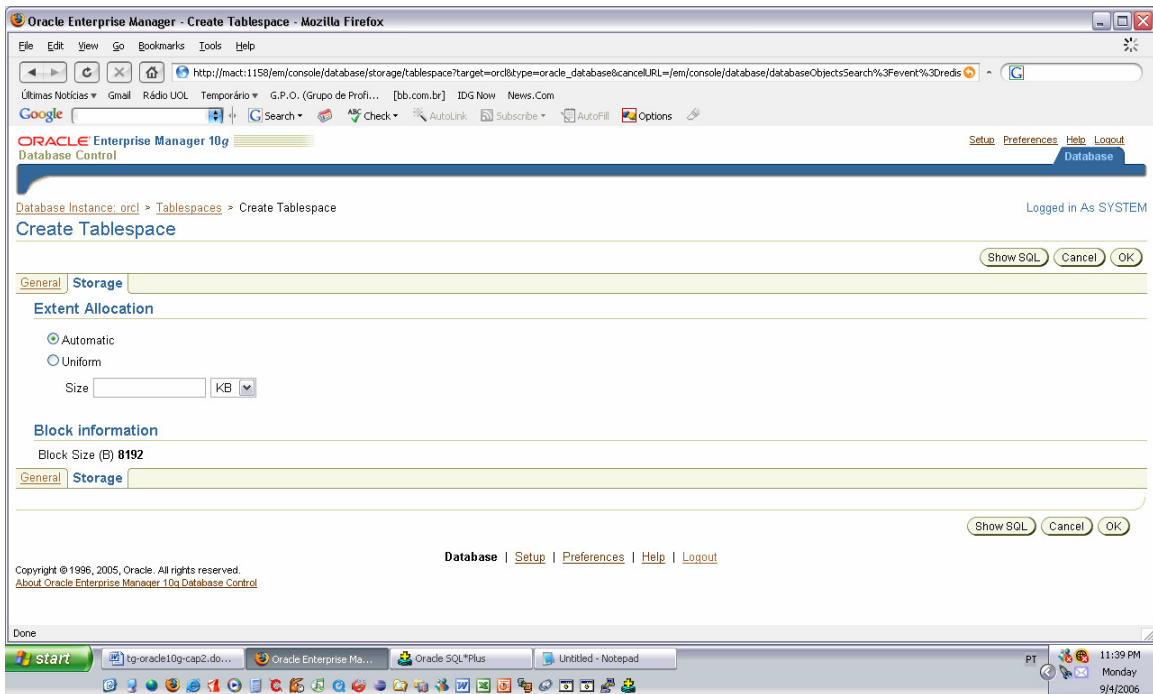 Oracle Enterprise Manager - Create Tablespace - Mozilla Firefox
File Edit View Go Bookmarks Tools Help
http://mact:1158/em/console/database/storage/tablespace?target=orcl&type=oracle_database&cancelURL=/em/console/database/databaseObjectsSearch%3Fevent%3Dredis
Últimas Notícias Gmail Rádio UOL Temporário G.P.O. (Grupo de Profi... [bb.com.br] IDG Now News.Com
Google Search Check AutoLink Subscribe AutoFill Options
ORACLE Enterprise Manager 10g
Database Control
Setup Preferences Help Logout
Database
Database Instance: orcl > Tablespaces > Create Tablespace
Logged in As SYSTEM
Create Tablespace
Show SQL Cancel OK
General Storage
Extent Allocation
Automatic
Uniform
Size KB
Block information
Block Size (B) 8192
General Storage
Show SQL Cancel OK
Database | Setup | Preferences | Help | Logout
Copyright © 1996, 2005, Oracle. All rights reserved.
About Oracle Enterprise Manager 10g Database Control
Done
start tg-oracle10g-cap2.do... Oracle Enterprise Ma... Oracle SQL*Plus Untitled - Notepad PT 11:39 PM
Monday
9/4/2006